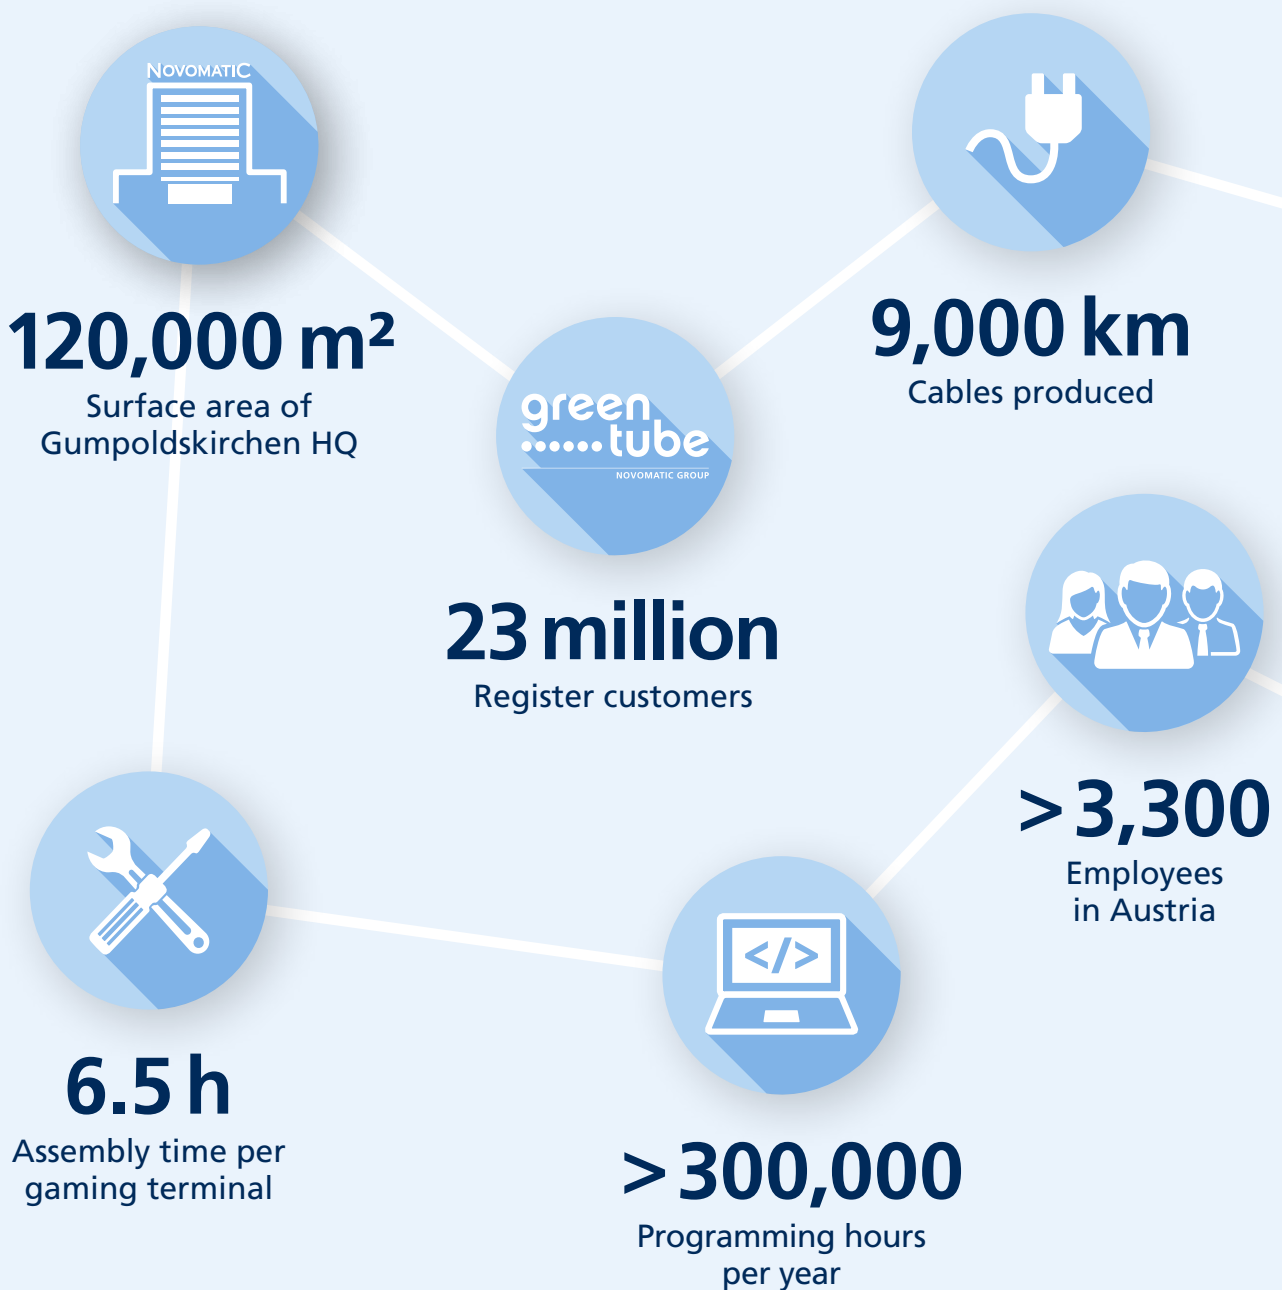 NOVOMATIC
120,000 m²
Surface area of
Gumpoldskirchen HQ
9,000 km
Cables produced
green
tube
NOVOMATIC GROUP
23 million
Register customers
> 3,300
Employees
in Austria
</>
6.5 h
Assembly time per
gaming terminal
> 300,000
Programming hours
per year